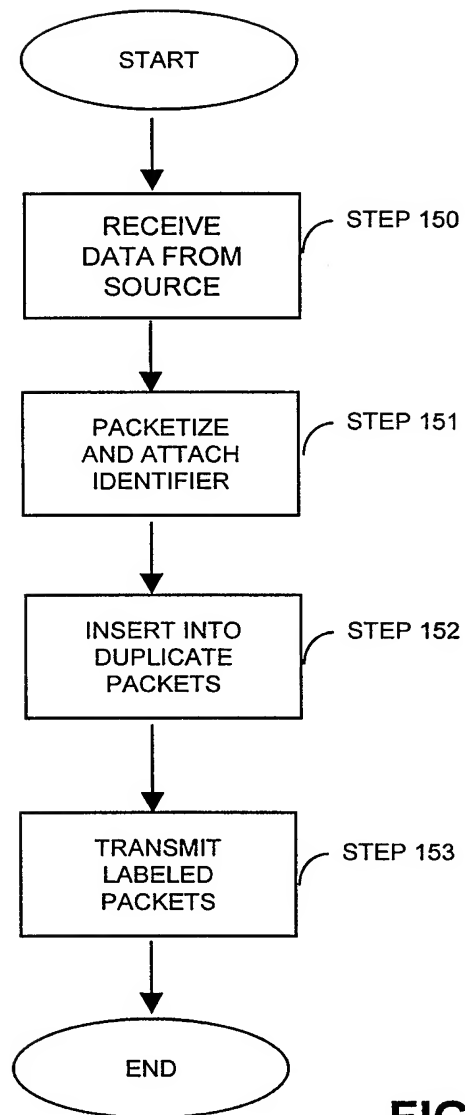 START
RECEIVE
DATA FROM
SOURCE
STEP 150
PACKETIZE
AND ATTACH
IDENTIFIER
STEP 151
INSERT INTO
DUPLICATE
PACKETS
STEP 152
TRANSMIT
LABELED
PACKETS
STEP 153
END
FIG